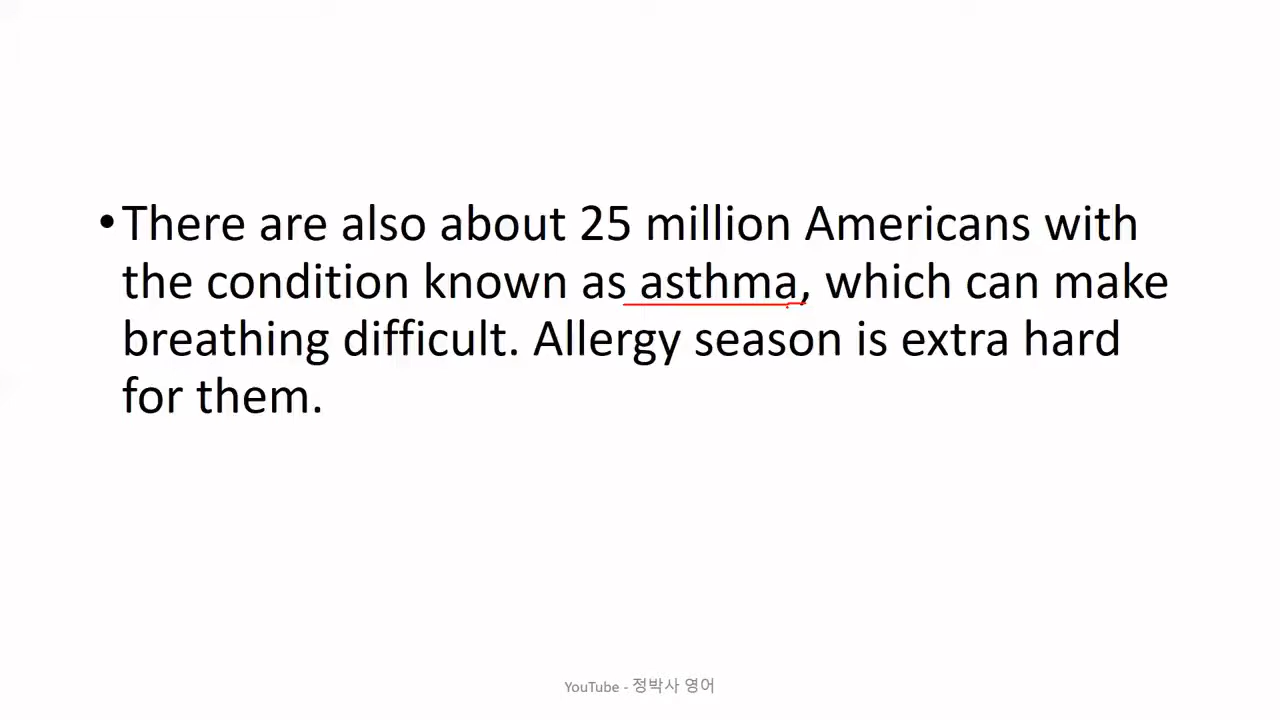 •There are also about 25 million Americans with
the condition known as asthma, which can make
breathing difficult. Allergy season is extra hard
for them.
YouTube - 정박사 영어